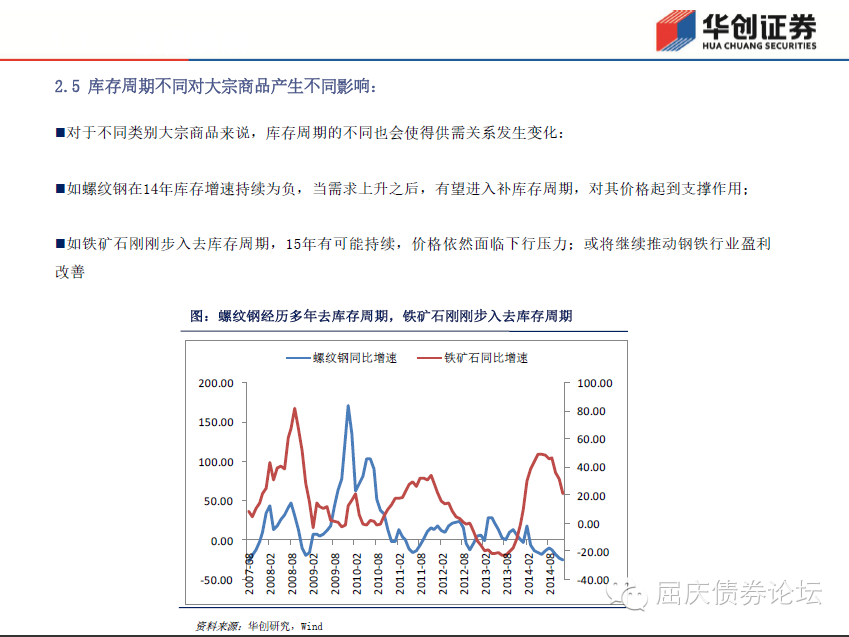 华创证券
HUA CHUANG SECURITIES
2.5 库存周期不同对大宗商品产生不同影响：
■对于不同类别大宗商品来说，库存周期的不同也会使得供需关系发生变化：
■如螺纹钢在14年库存增速持续为负，当需求上升之后，有望进入补库存周期，对其价格起到支撑作用；
■如铁矿石刚刚步入去库存周期，15年有可能持续，价格依然面临下行压力；或将继续推动钢铁行业盈利
改善
图：螺纹钢经历多年去库存周期，铁矿石刚刚步入去库存周期
螺纹钢同比增速 铁矿石同比增速
200.00 100.00
150.00 80.00
100.00 60.00
50.00 40.00
0.00 20.00
-50.00 0.00
-20.00
-40.00
2007-08 2008-02 2008-08 2009-02 2009-08 2010-02 2010-08 2011-02 2011-08 2012-02 2012-08 2013-02 2013-08 2014-02 2014-08
屈庆债券论坛
资料来源：华创研究，Wind